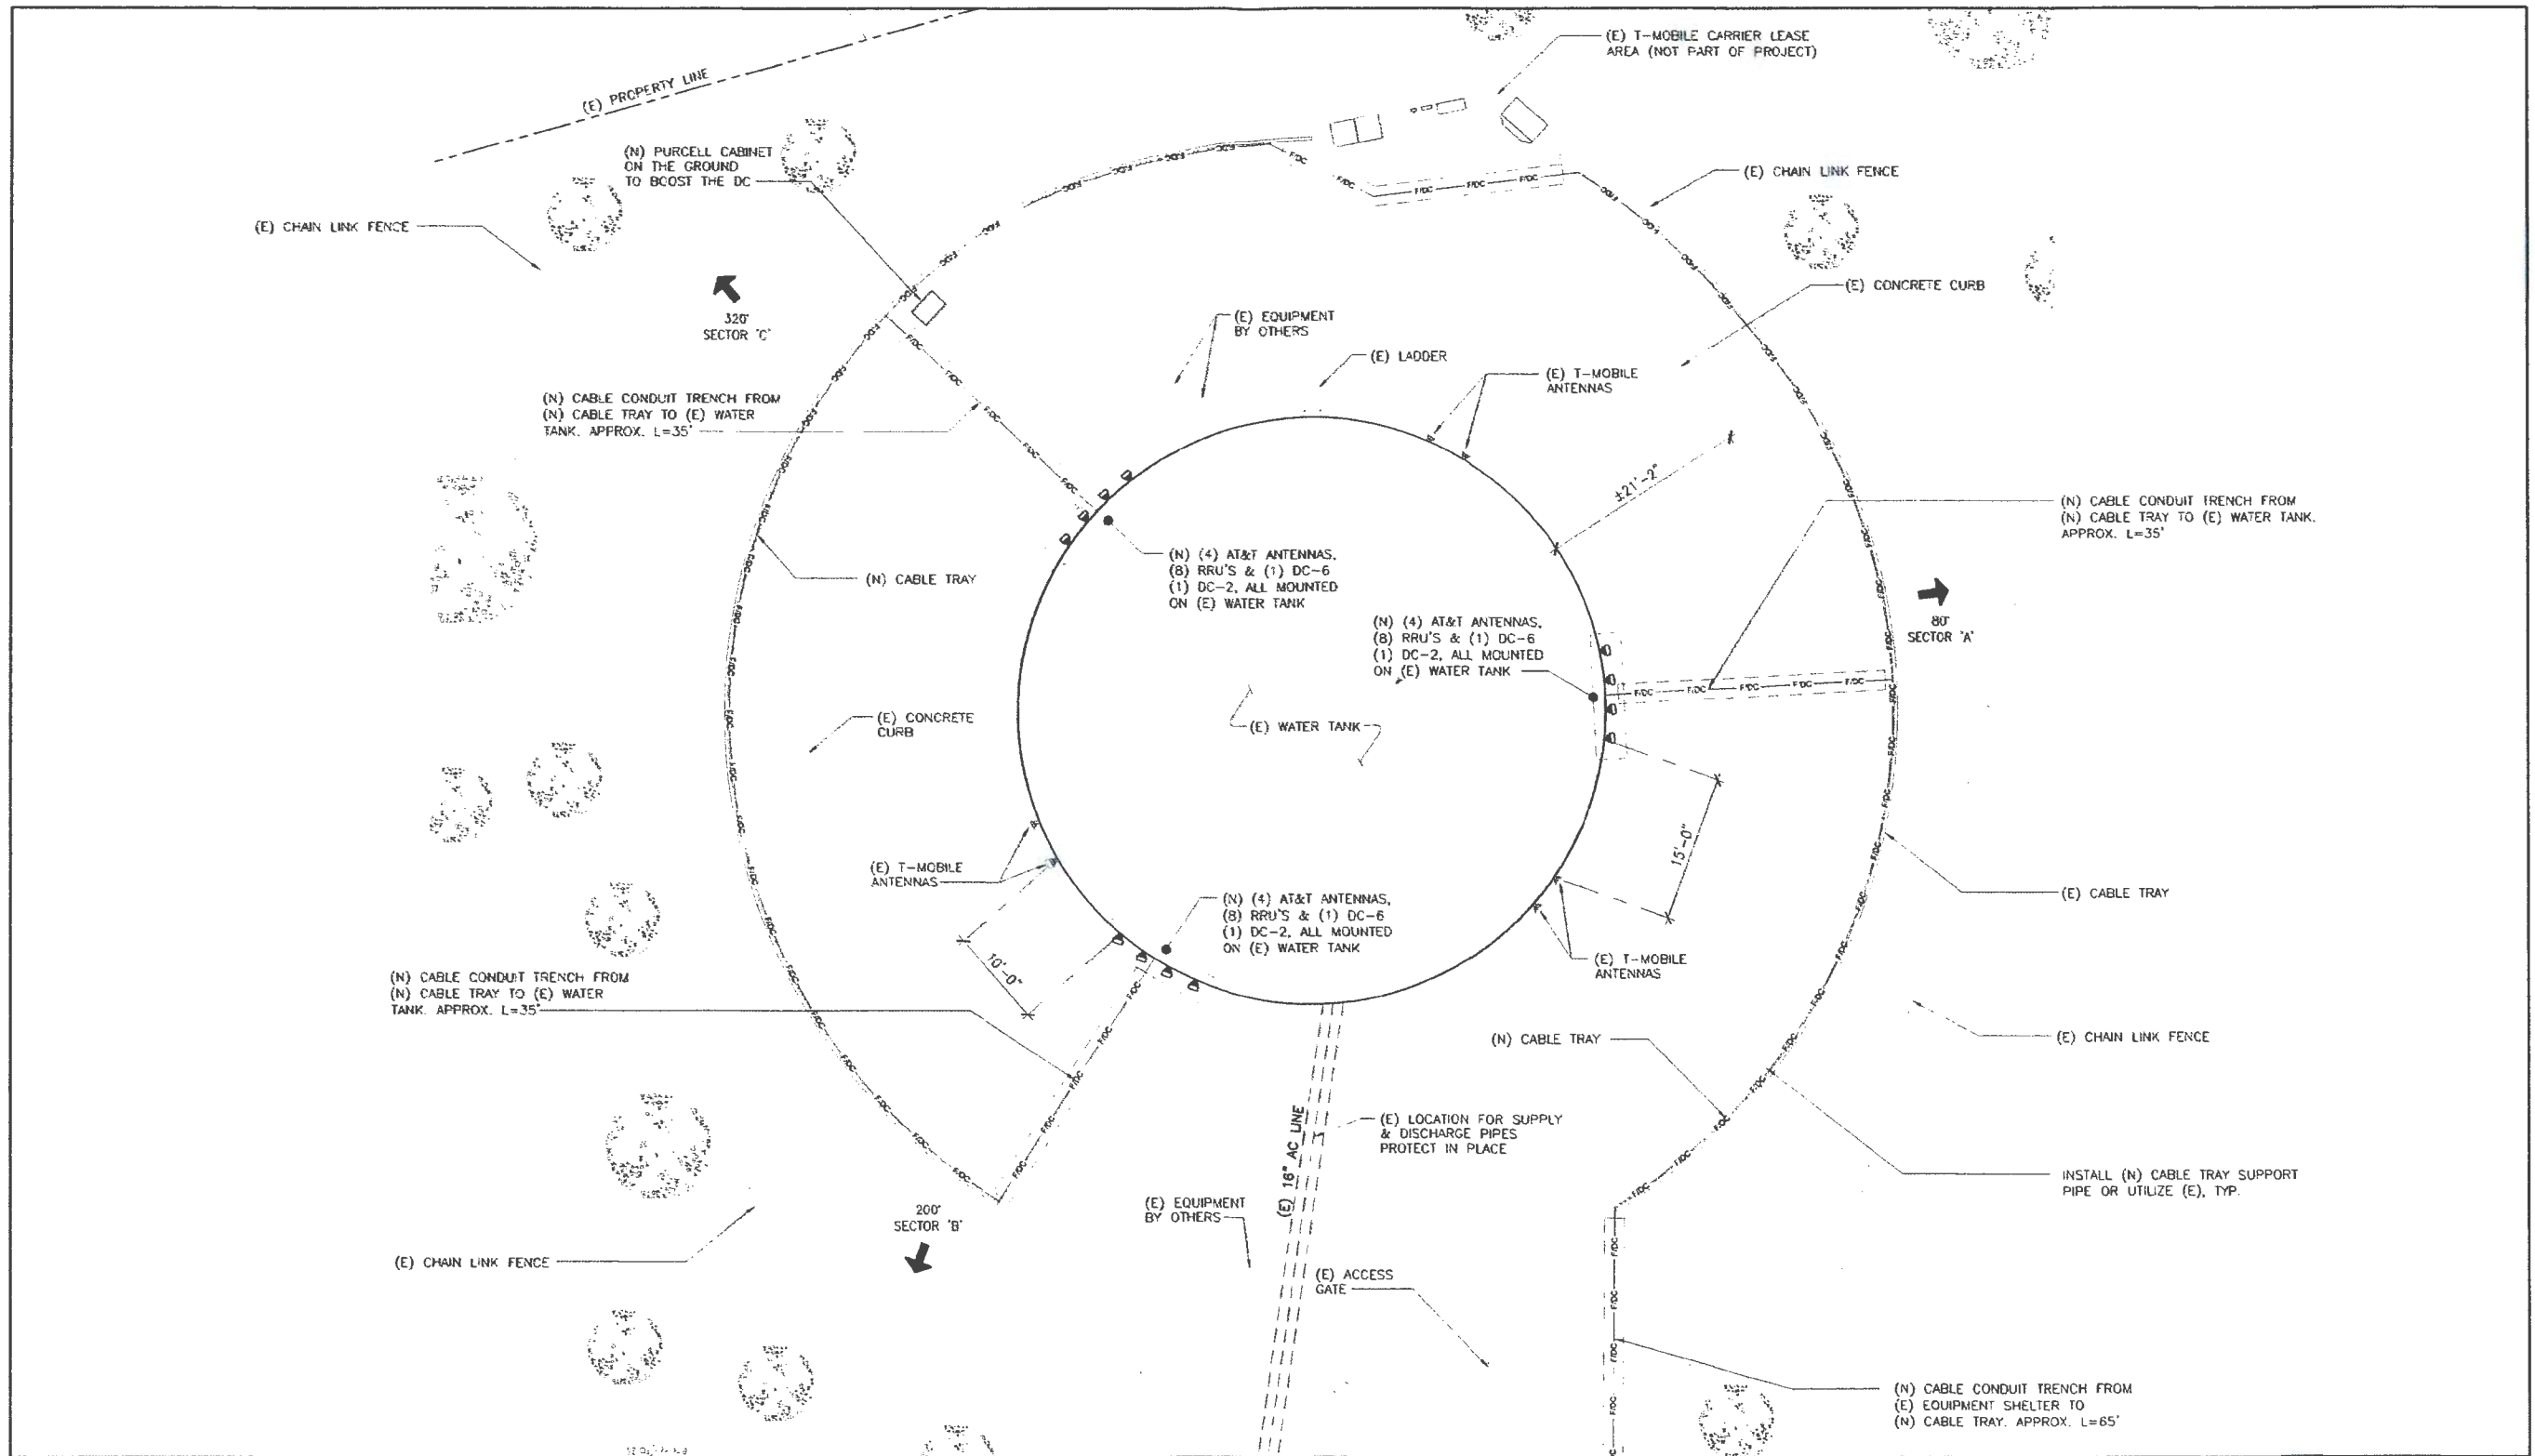 (E) T-MOBILE CARRIER LEASE
AREA (NOT PART OF PROJECT)
(E) PROPERTY LINE
(N) PURCELL CABINET
ON THE GROUND
TO BOOST THE DC
(E) CHAIN LINK FENCE
(E) CHAIN LINK FENCE
(E) CONCRETE CURB
320°
SECTOR 'C'
(E) EQUIPMENT
BY OTHERS
(E) LADDER
(E) T-MOBILE
ANTENNAS
(N) CABLE CONDUIT TRENCH FROM
(N) CABLE TRAY TO (E) WATER
TANK. APPROX. L=35'
±21'-2"
(N) CABLE CONDUIT TRENCH FROM
(N) CABLE TRAY TO (E) WATER TANK.
APPROX. L=35'
(N) (4) AT&T ANTENNAS,
(8) RRU'S & (1) DC-6
(1) DC-2, ALL MOUNTED
ON (E) WATER TANK
(N) CABLE TRAY
(N) (4) AT&T ANTENNAS,
(8) RRU'S & (1) DC-6
(1) DC-2, ALL MOUNTED
ON (E) WATER TANK
80°
SECTOR 'A'
F/DC F/DC F/DC F/DC F/DC
(E) CONCRETE
CURB
(E) WATER TANK
15'-0"
(E) T-MOBILE
ANTENNAS
(E) CABLE TRAY
(N) (4) AT&T ANTENNAS,
(8) RRU'S & (1) DC-6
(1) DC-2, ALL MOUNTED
ON (E) WATER TANK
10'-0"
(E) T-MOBILE
ANTENNAS
(N) CABLE CONDUIT TRENCH FROM
(N) CABLE TRAY TO (E) WATER
TANK. APPROX. L=35'
(N) CABLE TRAY
(E) CHAIN LINK FENCE
(E) LOCATION FOR SUPPLY
& DISCHARGE PIPES
PROTECT IN PLACE
(E) 16" AC LINE
INSTALL (N) CABLE TRAY SUPPORT
PIPE OR UTILIZE (E), TYP.
(E) EQUIPMENT
BY OTHERS
200°
SECTOR 'B'
(E) CHAIN LINK FENCE
(E) ACCESS
GATE
(N) CABLE CONDUIT TRENCH FROM
(E) EQUIPMENT SHELTER TO
(N) CABLE TRAY. APPROX. L=65'